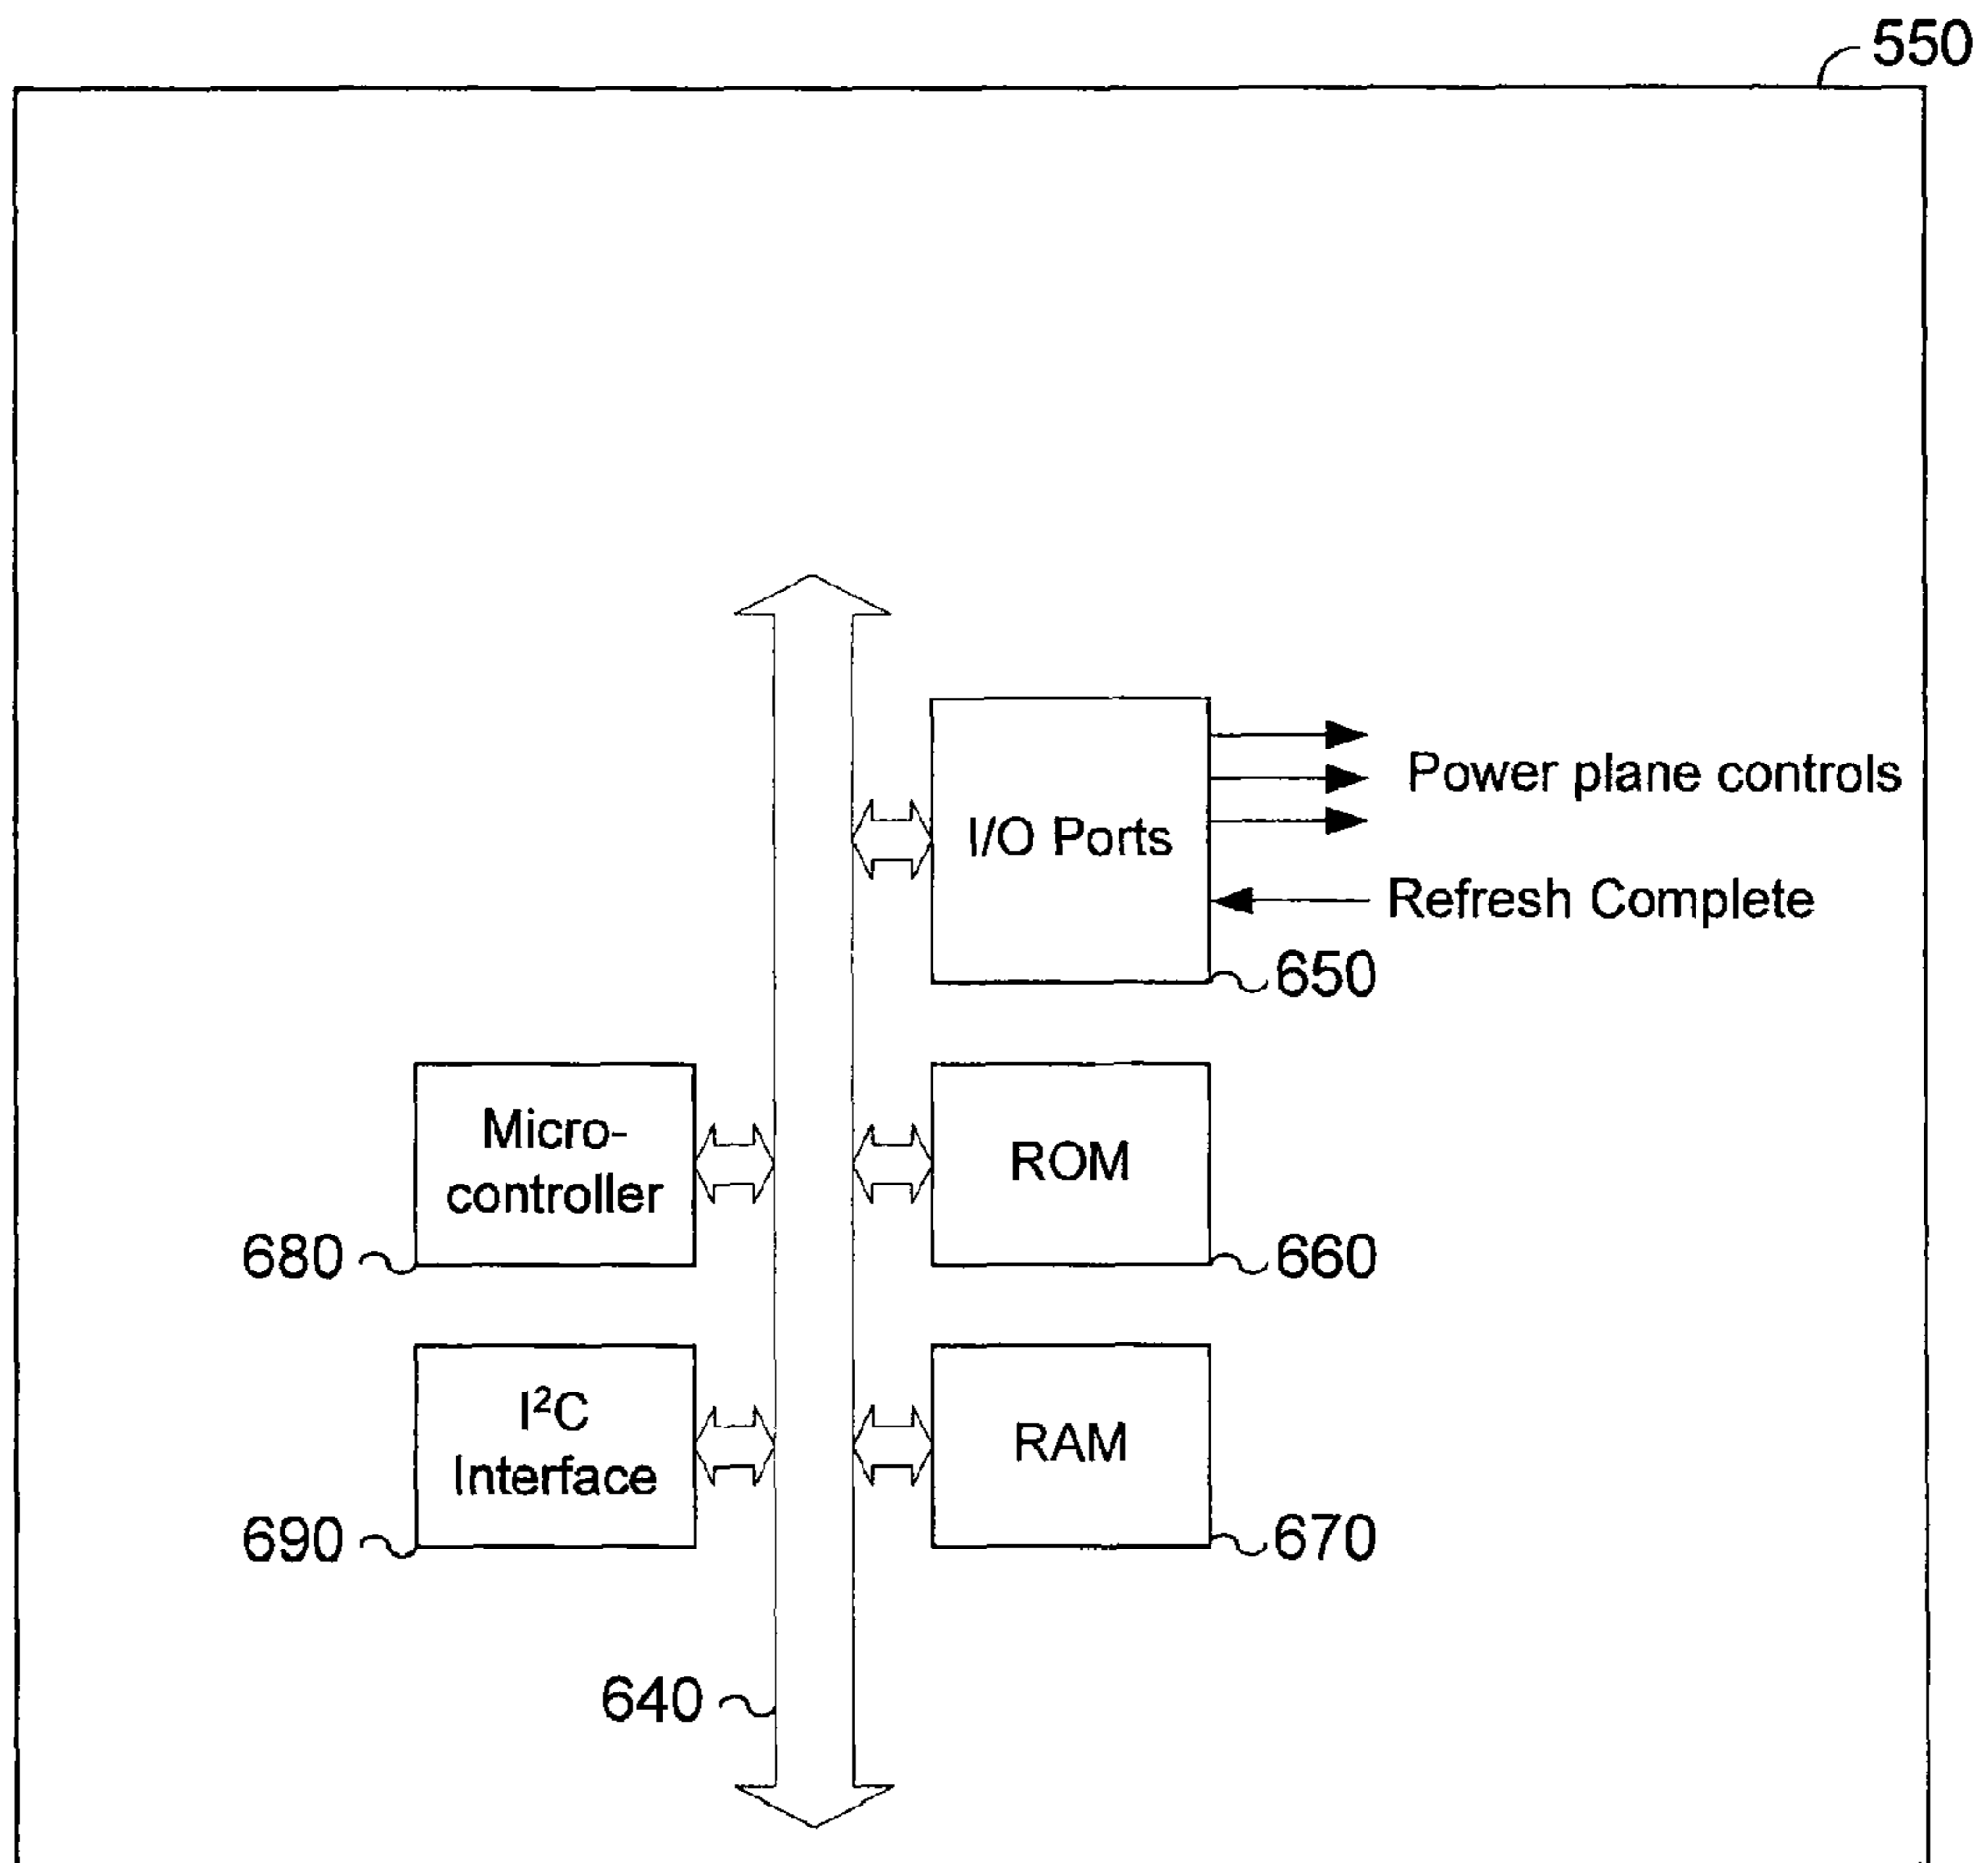 550
Power plane controls
I/O Ports
Refresh Complete
650
Micro-
controller
ROM
680
660
I²C
Interface
RAM
690
670
640